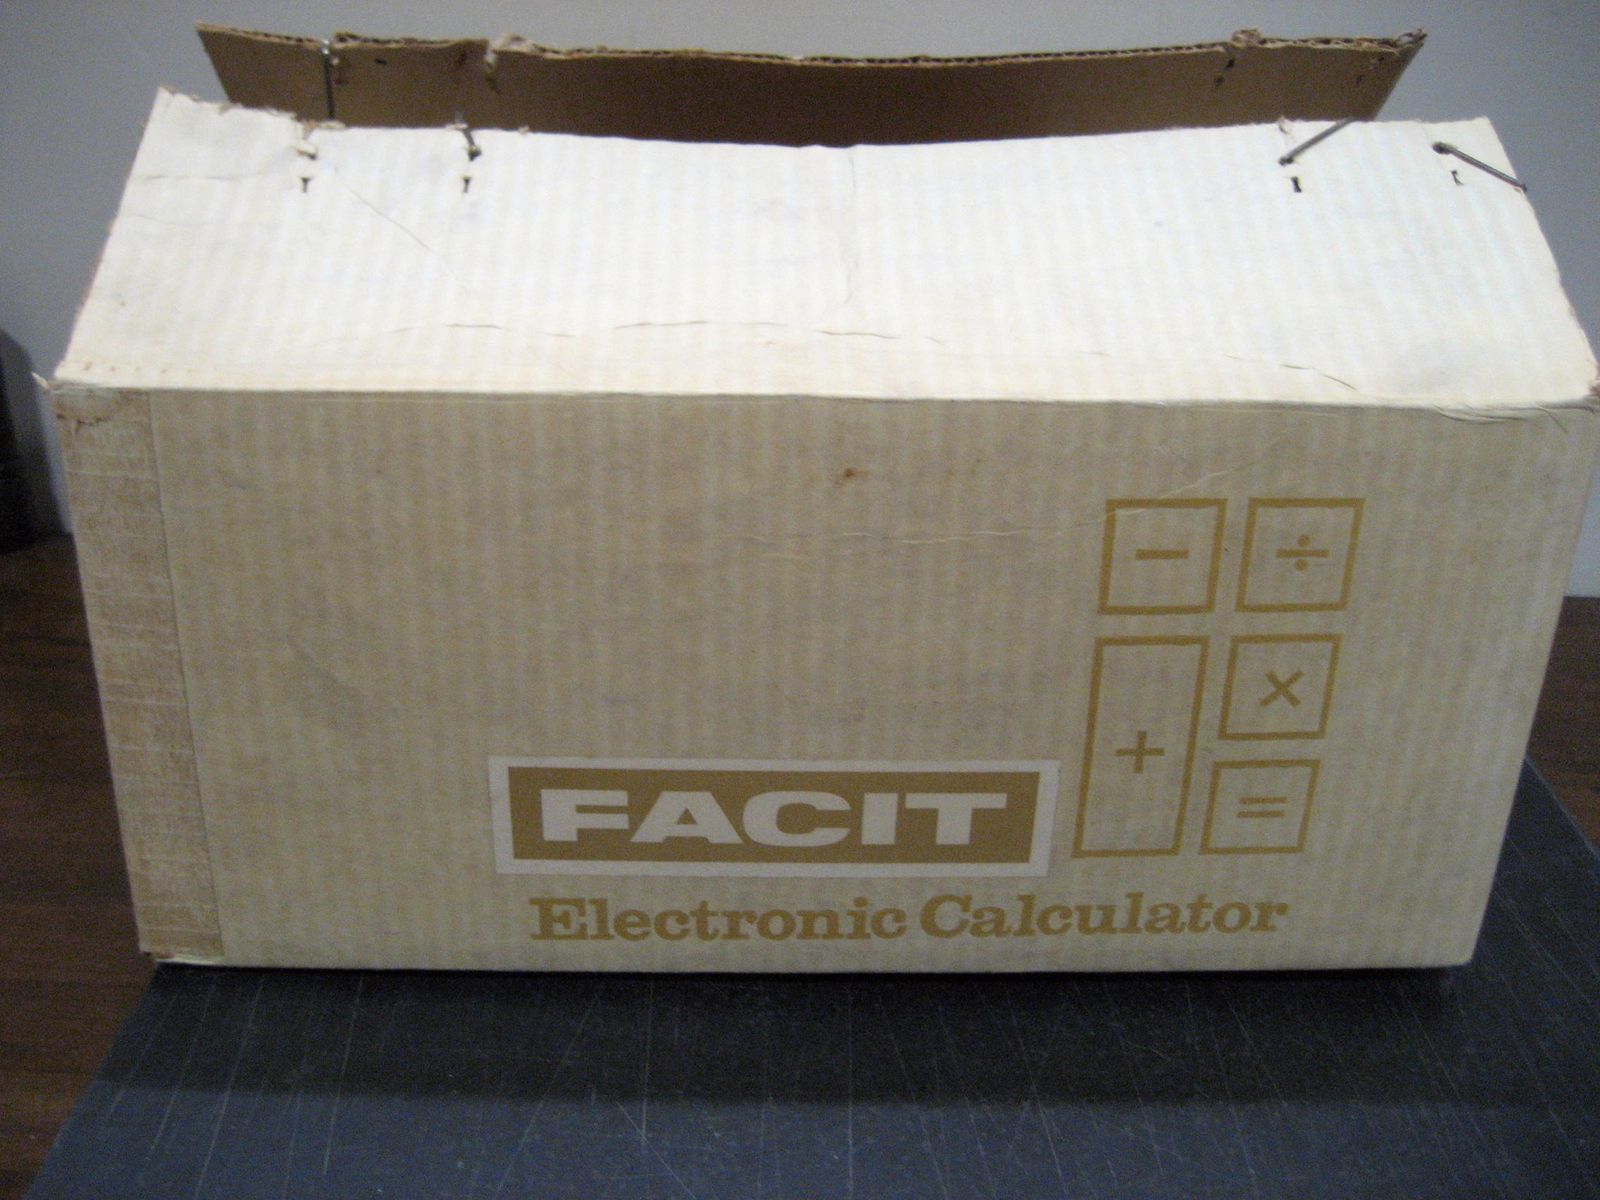 − ÷
+ ×
=
FACIT
Electronic Calculator